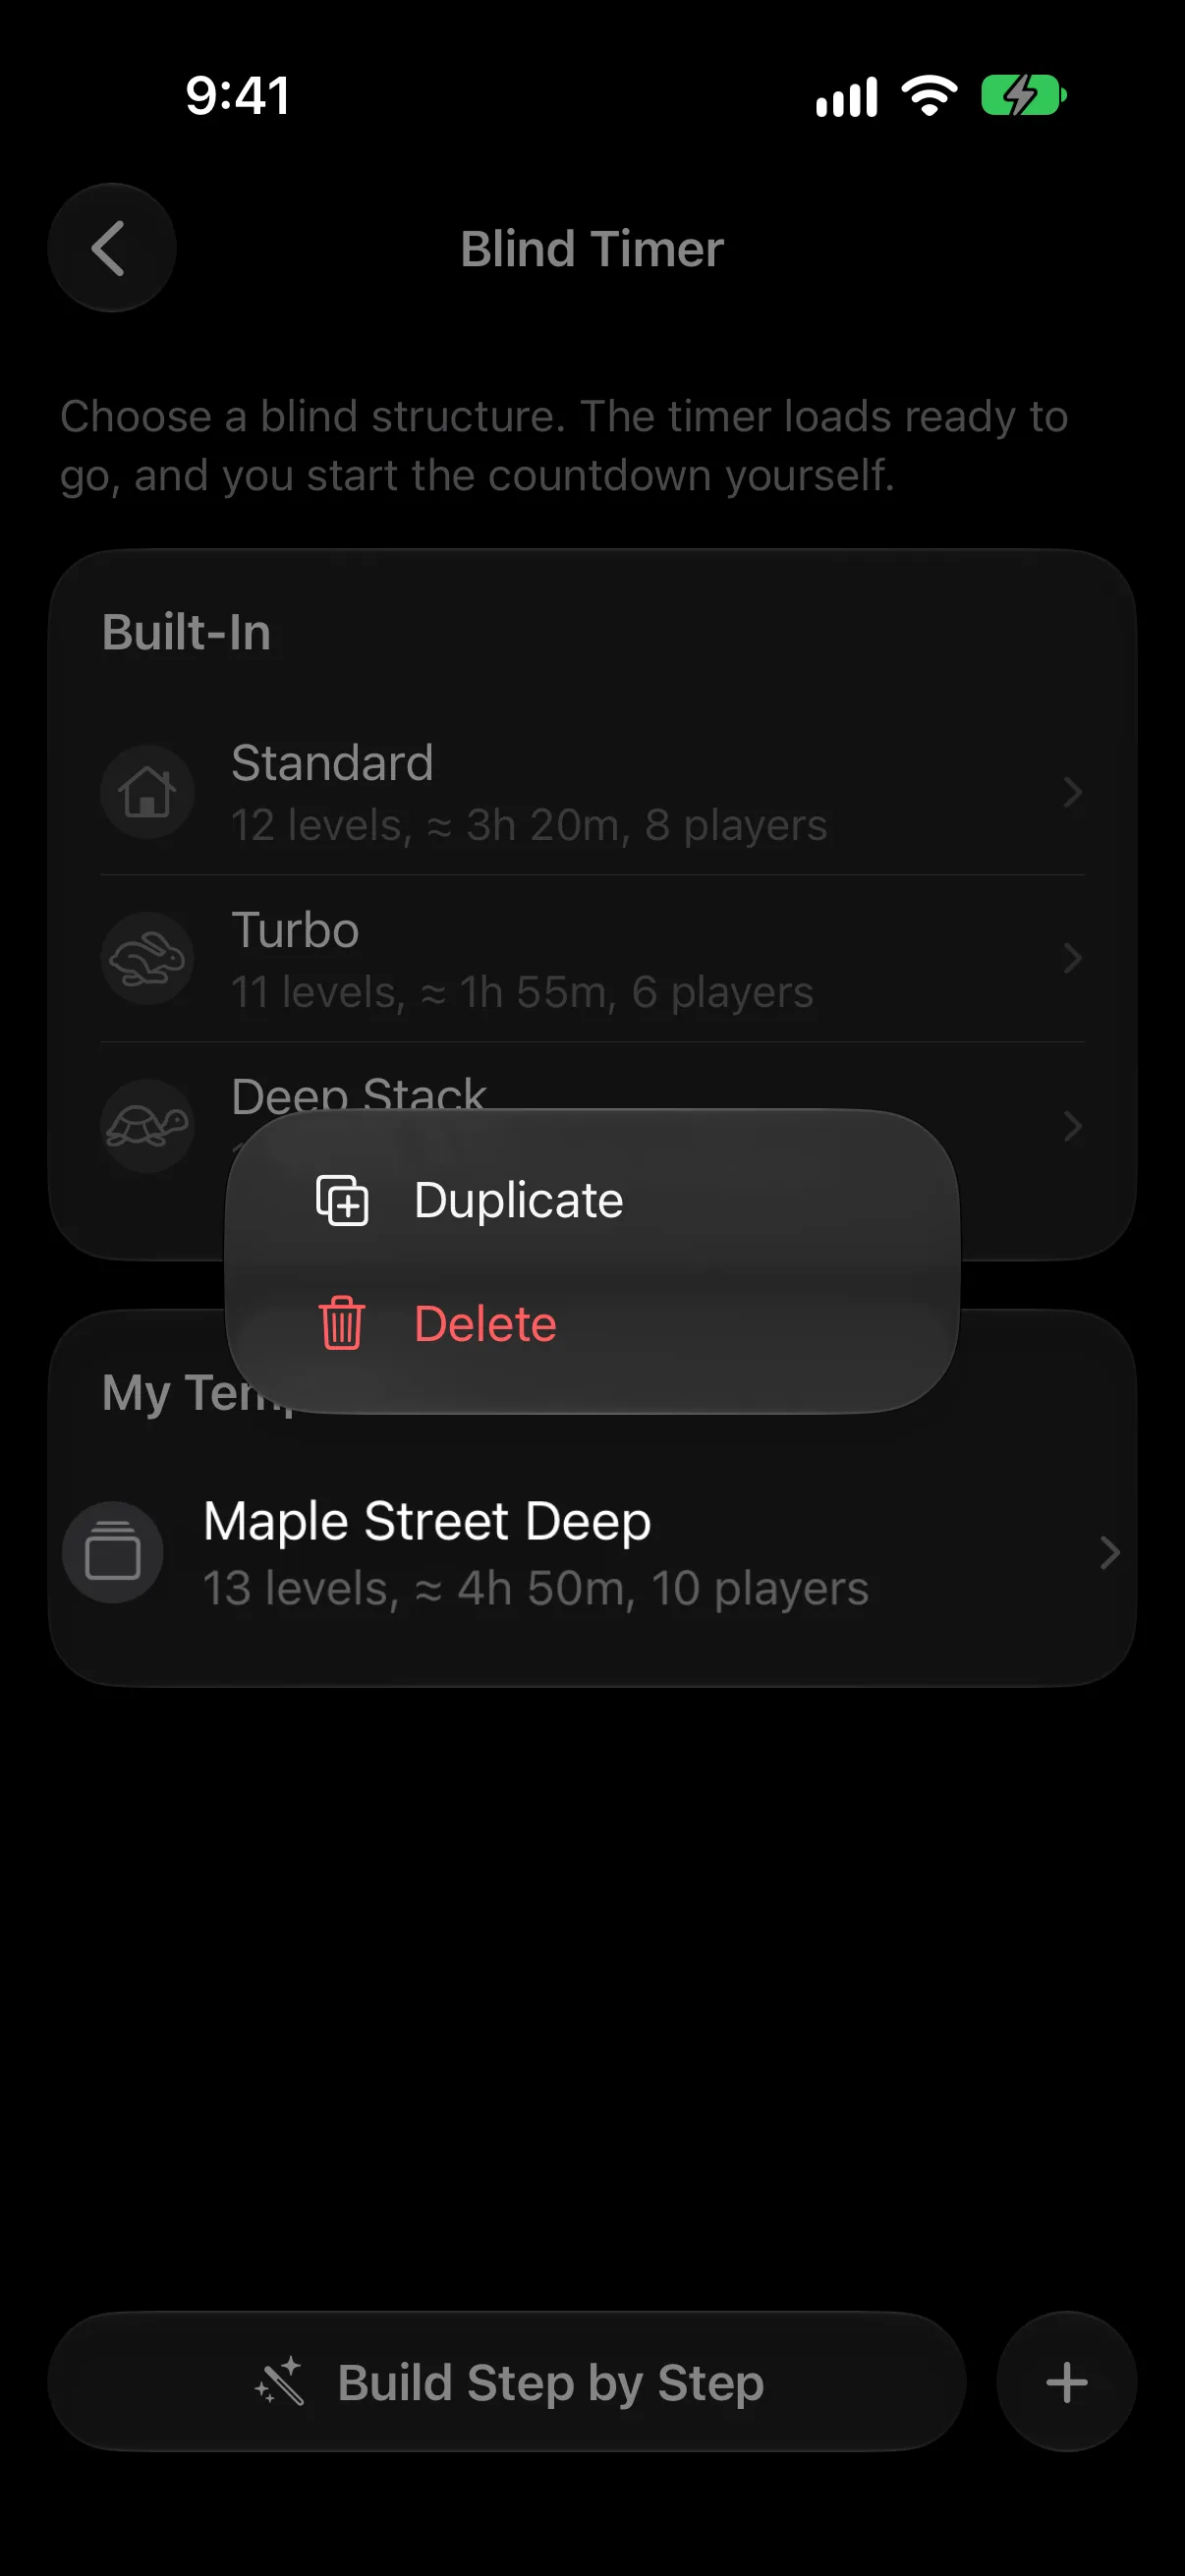 9:41
Blind Timer
Choose a blind structure. The timer loads ready to
go, and you start the countdown yourself.
Built-In
Standard
12 levels, ≈ 3h 20m, 8 players
Turbo
11 levels, ≈ 1h 55m, 6 players
Deep Stack
Duplicate
Delete
My
Maple Street Deep
13 levels, ≈ 4h 50m, 10 players
Build Step by Step